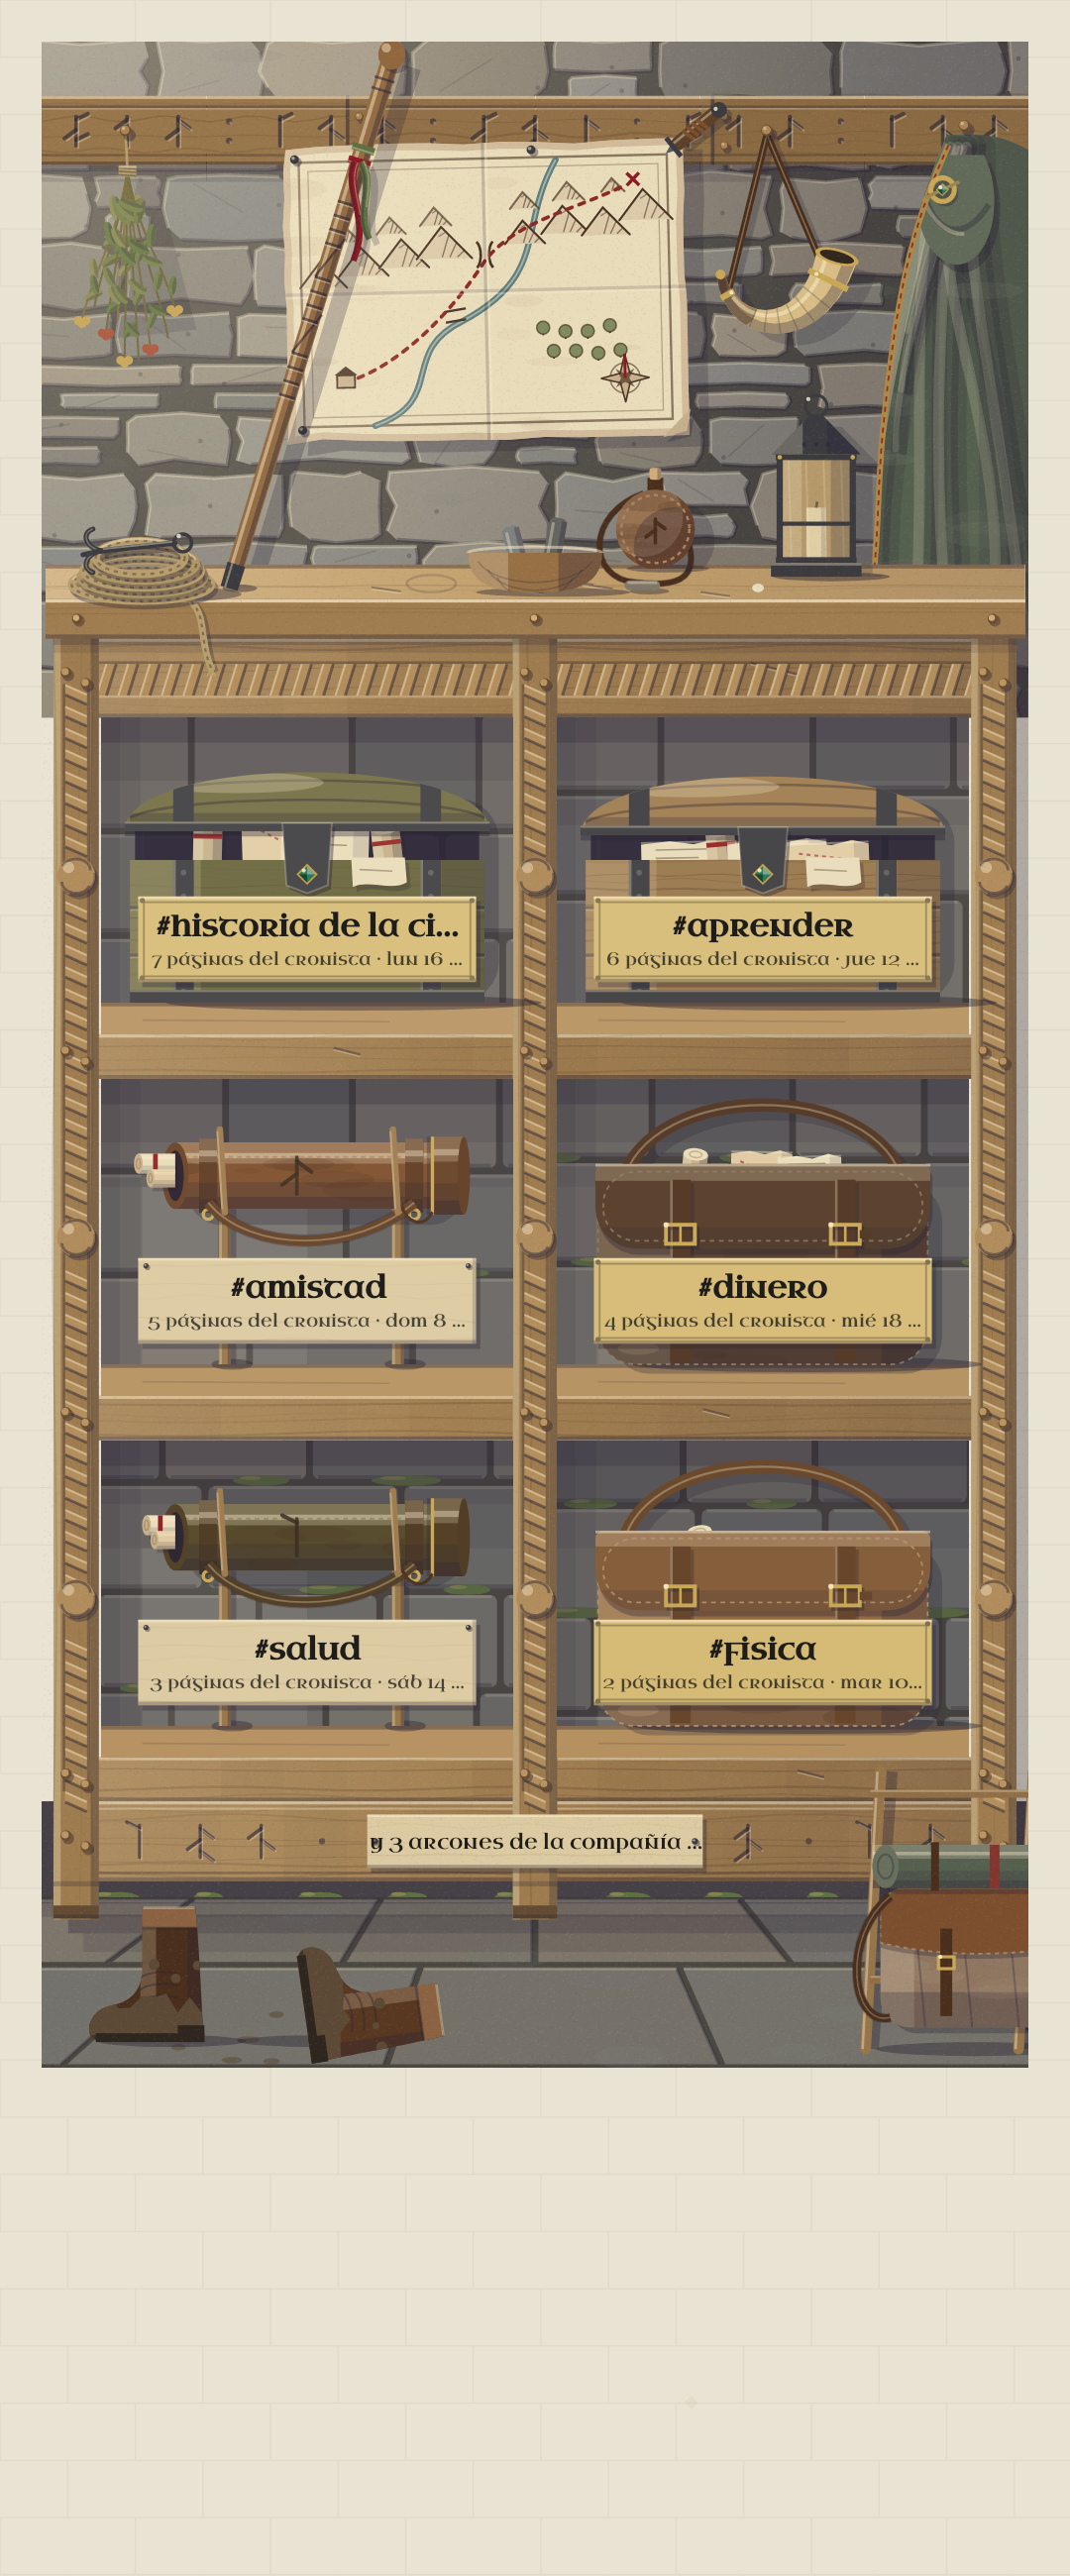 #historia de la ci...
7 páginas del cronista · lun 16 ...
#aprender
6 páginas del cronista · jue 12 ...
#amistad
5 páginas del cronista · dom 8 ...
#dinero
4 páginas del cronista · mié 18 ...
#salud
3 páginas del cronista · sáb 14 ...
#física
2 páginas del cronista · mar 10...
y 3 arcones de la compañía ...